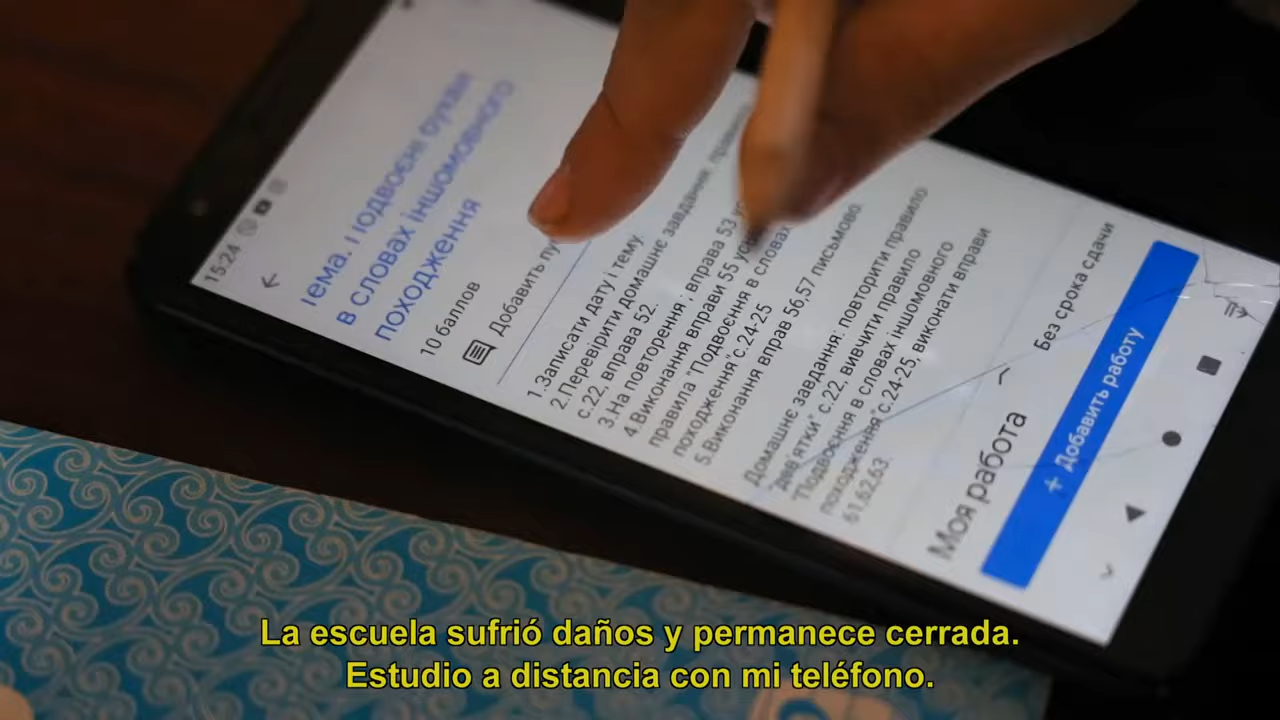 15:24
Тема. Подвоєні букви
в словах іншомовного
походження
10 баллов
Добавить
1.Записати дату і тему.
2.Перевірити домашнє завдання:
с.22, вправа 52.
3.На повторення , вправа 53
4.Виконання вправи 55
правила "Подвоєння в словах
походження"с.24-25
5.Виконання вправ 56,57 письмово.
Домашнє завдання: повторити правило
"дев'ятки" с.22, вивчити правило
"Подвоєння в словах іншомовного
походження"с.24-25, виконати вправи
61,62,63.
Моя работа
Без срока сдачи
+ Добавить работу
La escuela sufrió daños y permanece cerrada.
Estudio a distancia con mi teléfono.